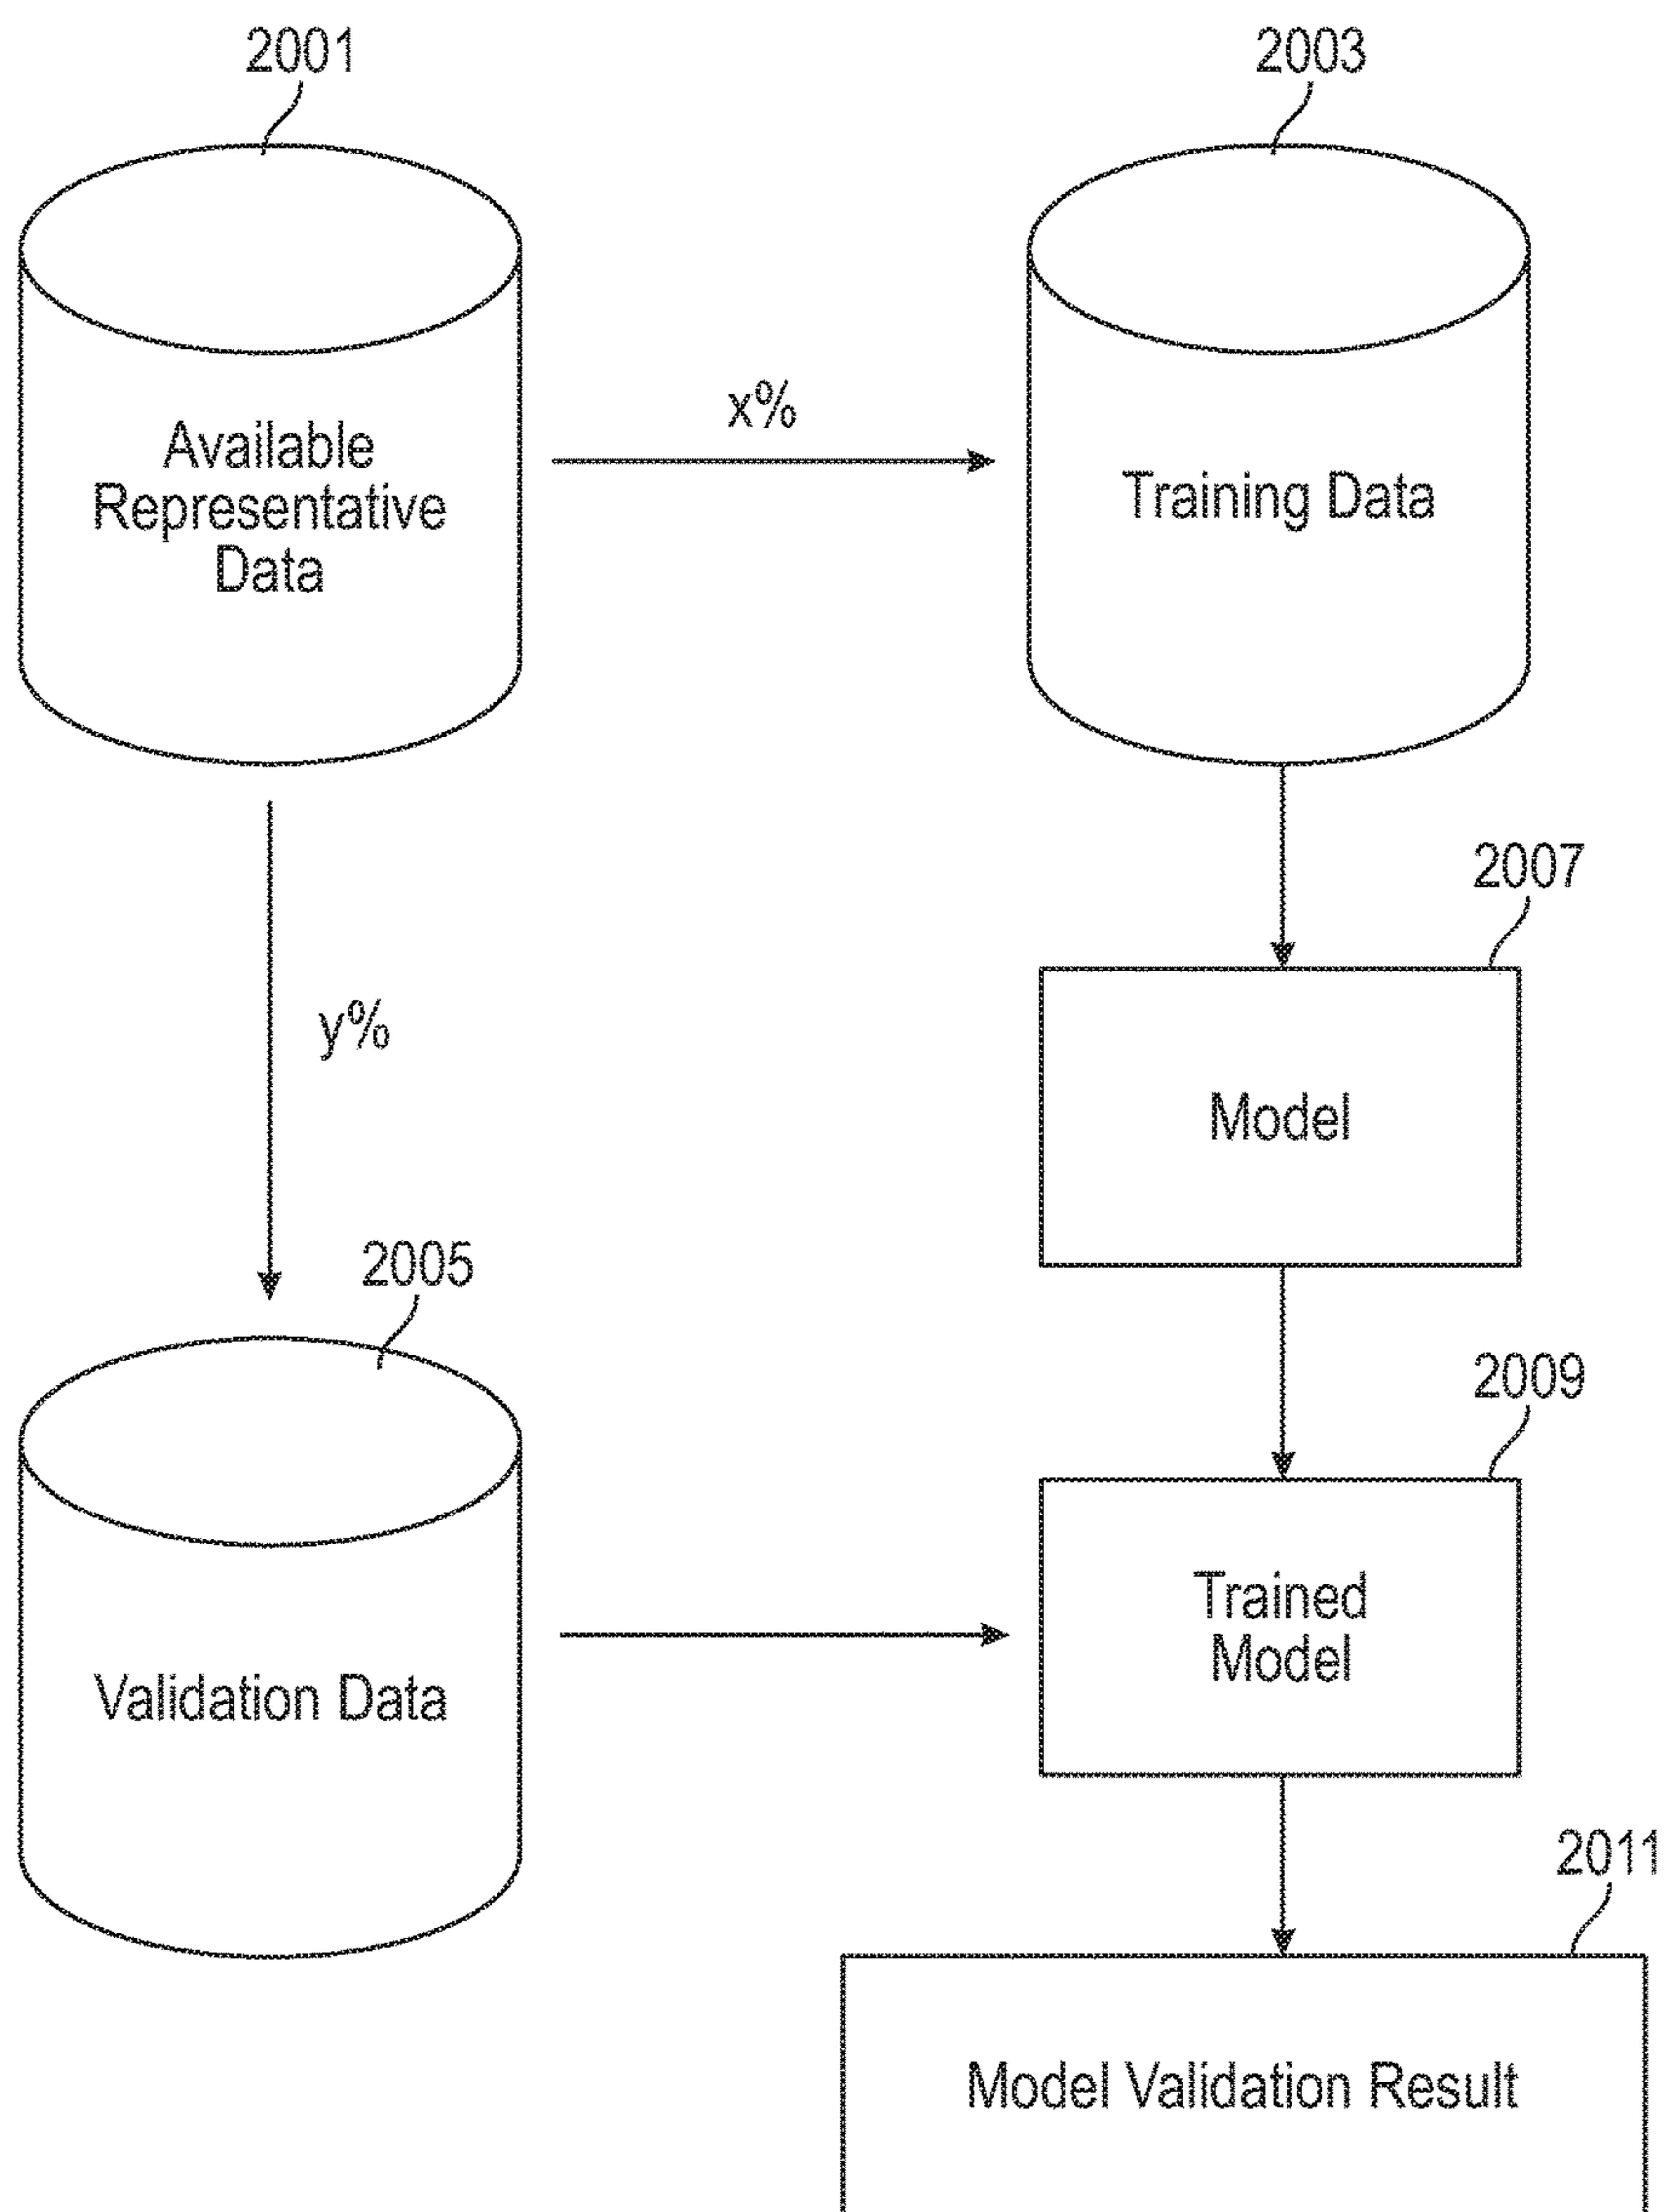 2001
2003
Available
Representative
Data
x%
Training Data
2007
y%
Model
2005
2009
Trained
Model
Validation Data
2011
Model Validation Result